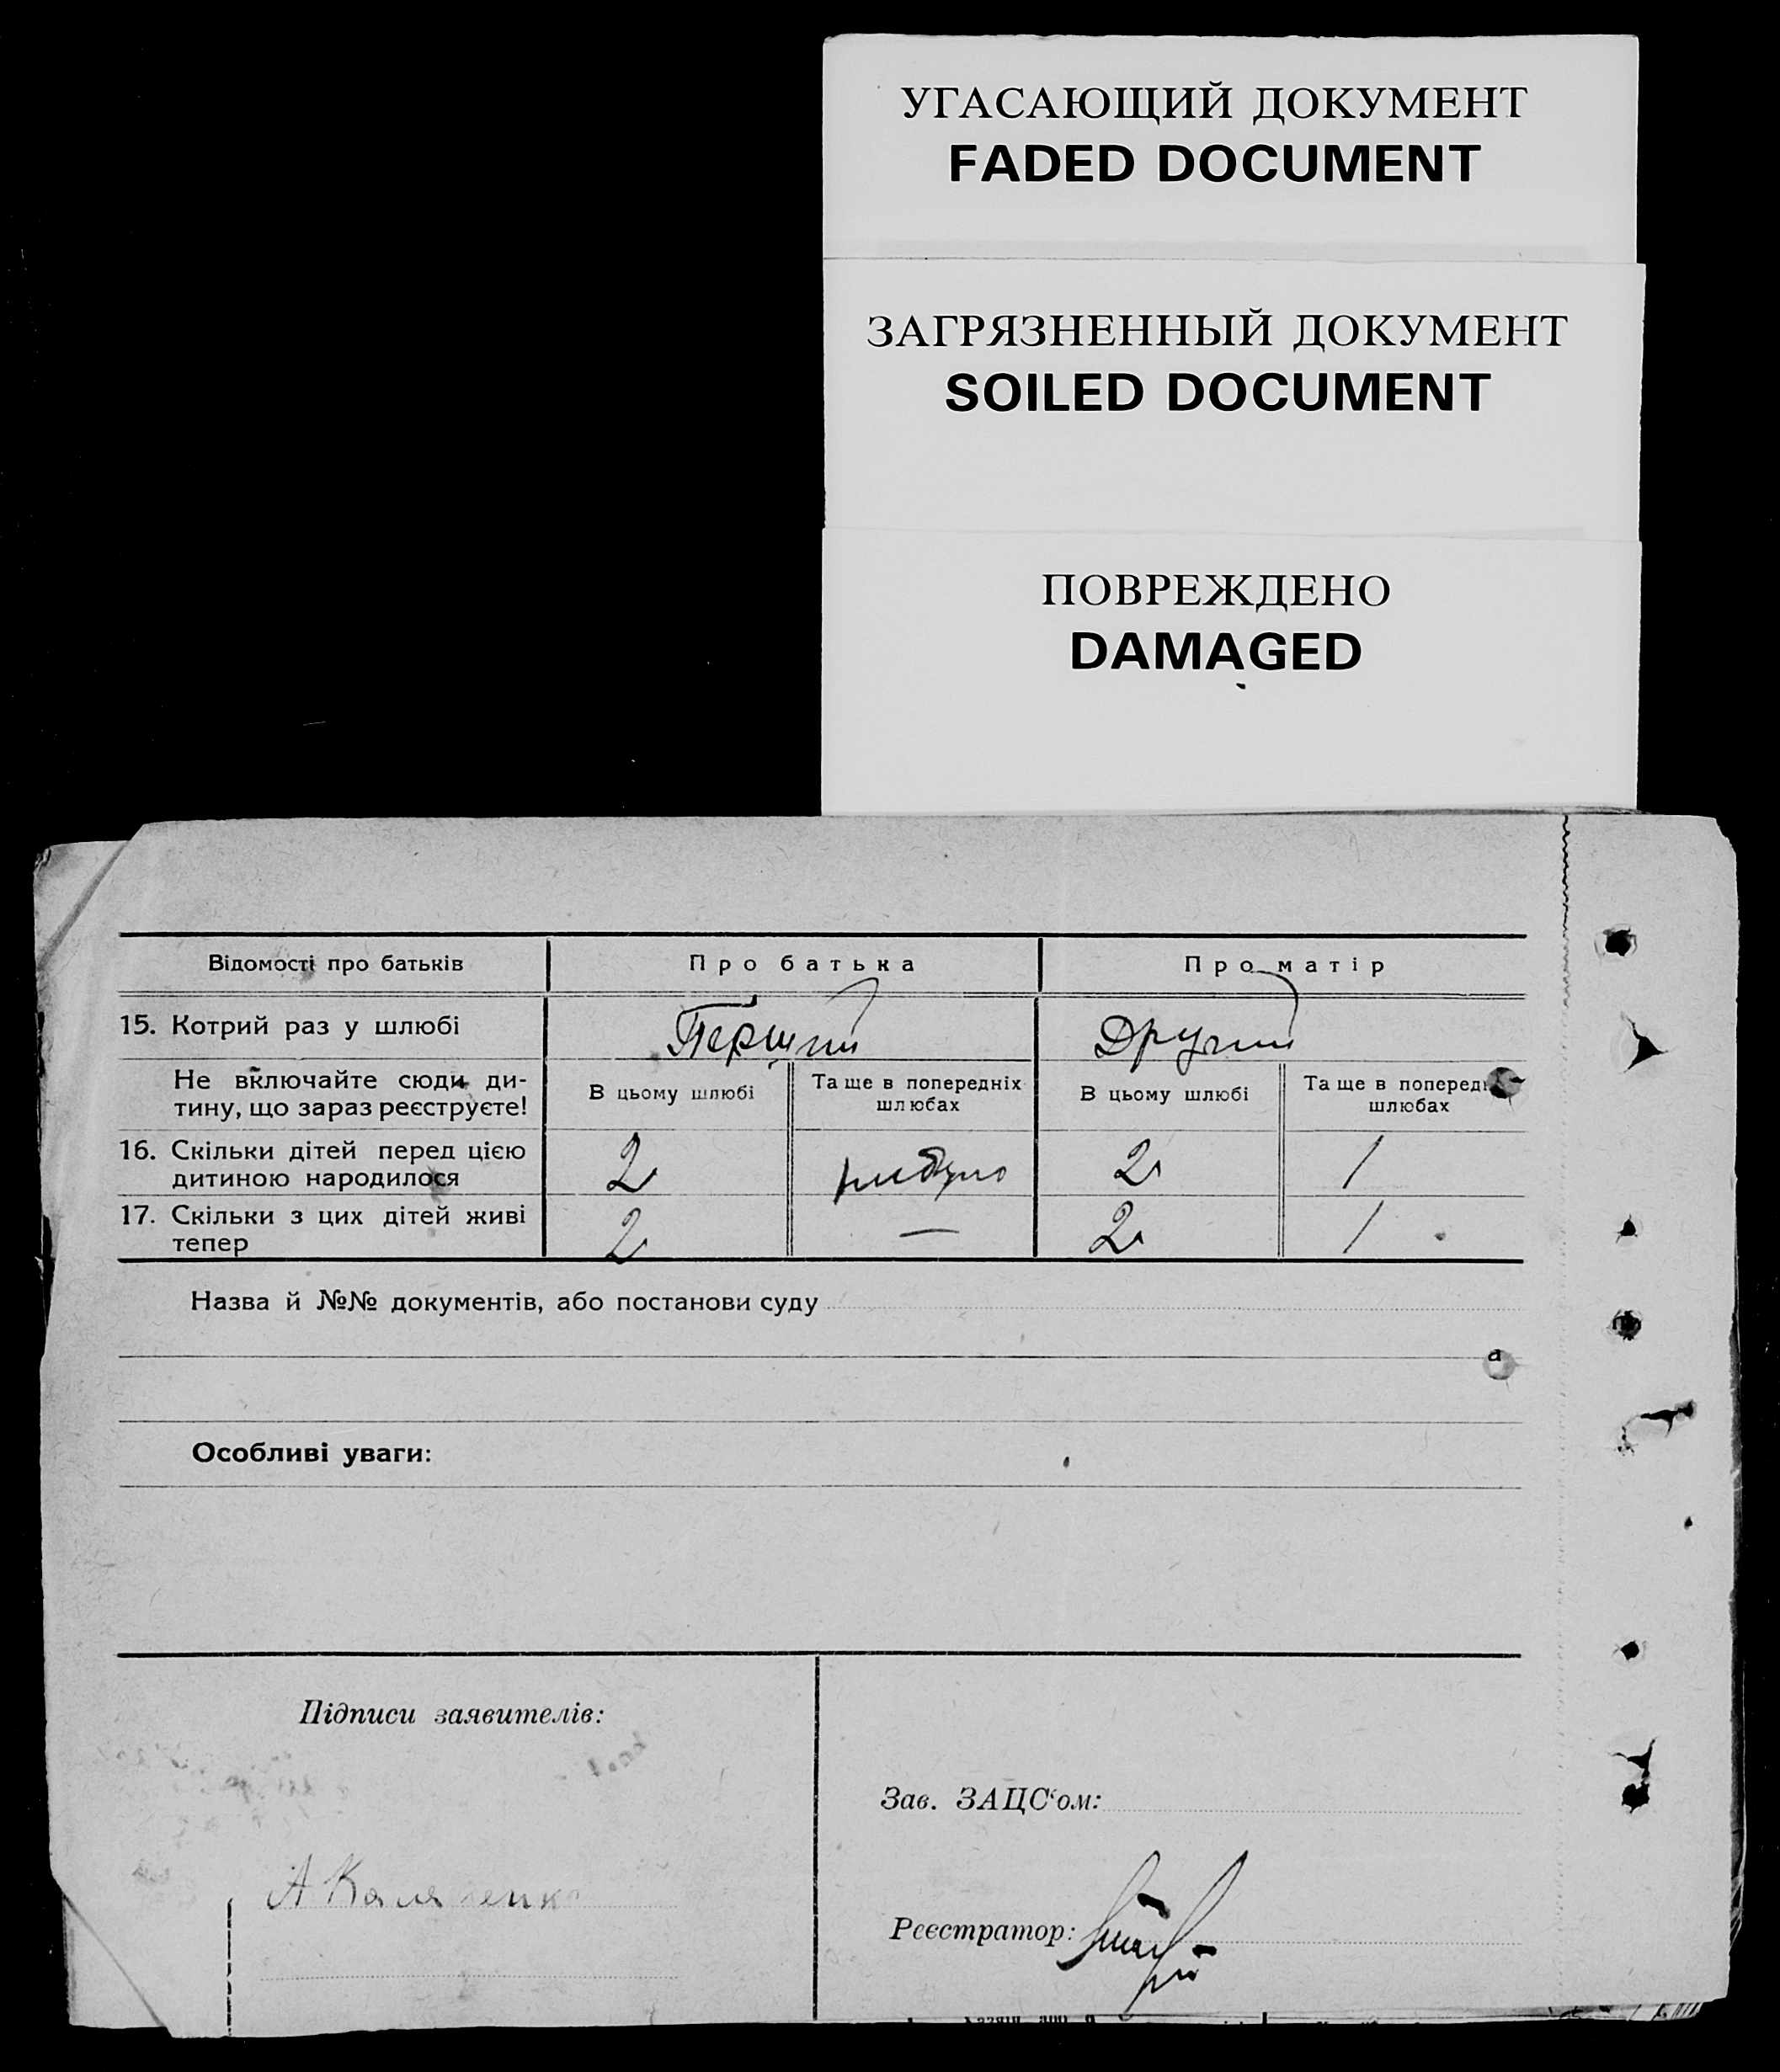 УГАСАЮЩИЙ ДОКУМЕНТ
FADED DOCUMENT
ЗАГРЯЗНЕННЫЙ ДОКУМЕНТ
SOILED DOCUMENT
ПОВРЕЖДЕНО
DAMAGED
Відомості про батьків Про батька Про матір
15. Котрий раз у шлюбі Перший Другий
Не включайте сюди ди-
тину, що зараз реєструєте!
В цьому шлюбі
Та ще в попередніх
шлюбах
В цьому шлюбі
Та ще в попередн
шлюбах
16. Скільки дітей перед цією
дитиною народилося
2 небуло 2 1
17. Скільки з цих дітей живі
тепер
2 — 2 1
Назва й №№ документів, або постанови суду
а
Особливі уваги:
Підписи заявителів:
Зав. ЗАЦС'ом:
А
Реєстратор: